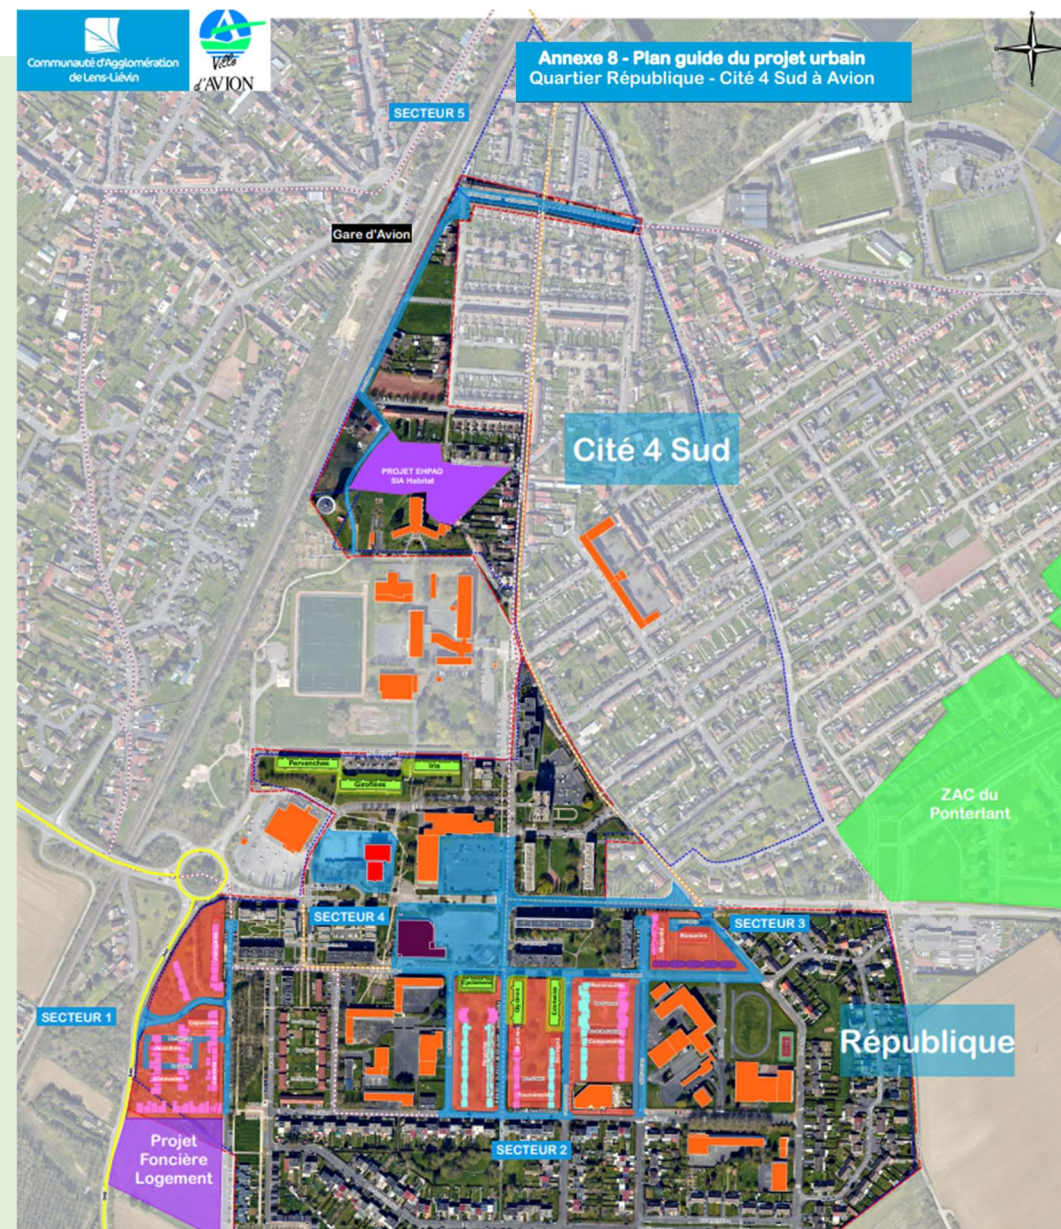 Communauté d'Agglomération
de Lens-Liévin
Ville
d'AVION
Annexe 8 - Plan guide du projet urbain
Quartier République - Cité 4 Sud à Avion
SECTEUR 5
Gare d'Avion
Cité 4 Sud
PROJET EHPAD
SIA Habitat
Pervenches
Iris
Giroflées
ZAC du
Ponterlant
SECTEUR 4
SECTEUR 3
SECTEUR 1
République
Projet
Foncière
Logement
SECTEUR 2